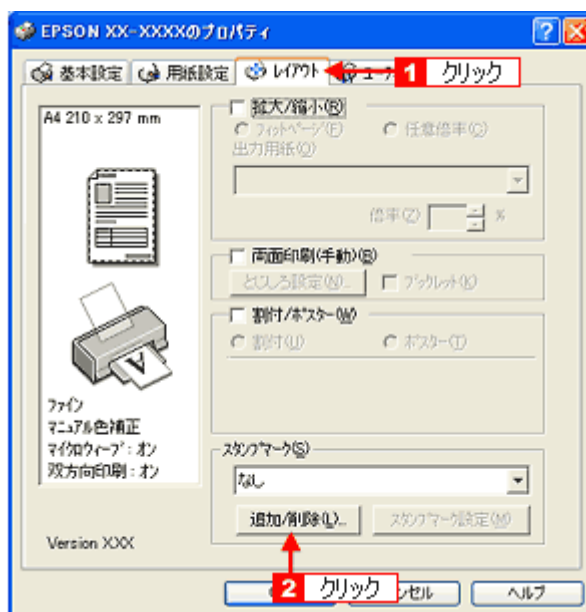 EPSON XX-XXXXのプロパティ
基本設定 用紙設定 レイアウト
1 クリック
A4 210 x 297 mm
拡大/縮小(R)
フィットページ(F) 任意倍率(C)
出力用紙(O)
倍率(Z) %
両面印刷(手動)(B)
とじしろ設定(N)... ブックレット(K)
割付/ポスター(W)
割付(U) ポスター(T)
ファイン
マニュアル色補正
マイクロウィーブ:オン
双方向印刷:オン
スタンプマーク(S)
なし
追加/削除(L)... スタンプマーク設定(M)
Version XXX
2 クリック
ヘルプ